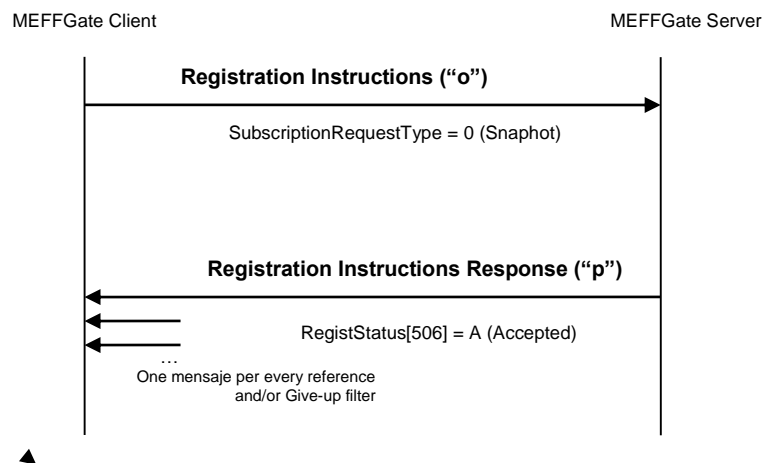 MEFFGate Client
MEFFGate Server
Registration Instructions (“o”)
SubscriptionRequestType = 0 (Snaphot)
Registration Instructions Response (“p”)
RegistStatus[506] = A (Accepted)
…
One mensaje per every reference
and/or Give-up filter